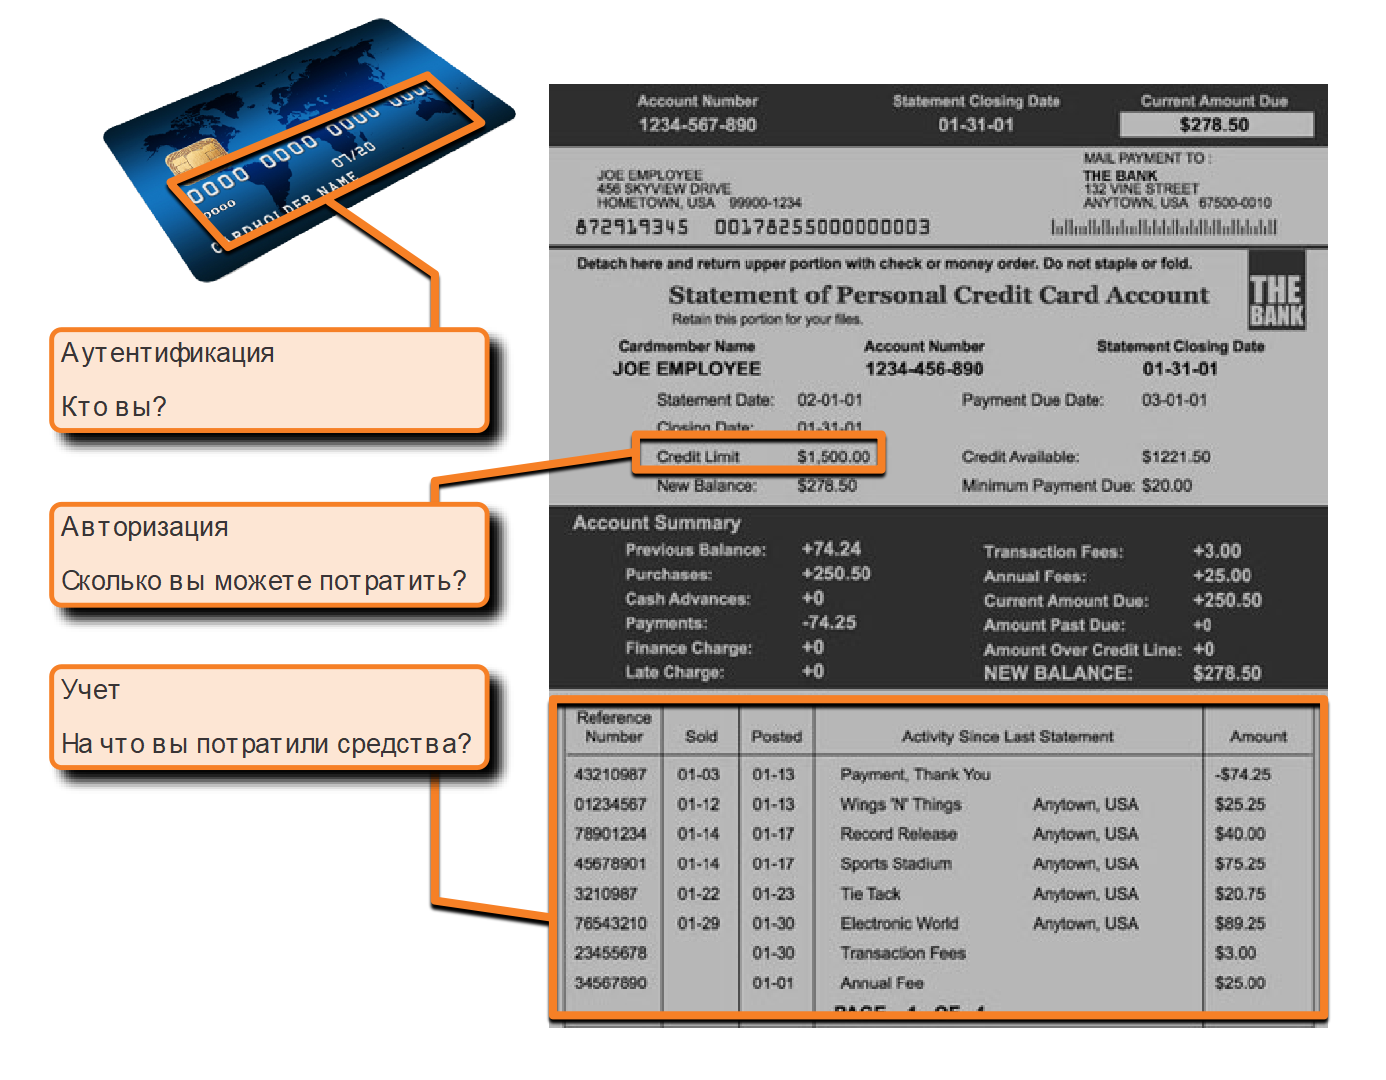 0000 0000 0000 0000
0000
07/20
CARDHOLDER NAME
Аутентификация
Кто вы?
Авторизация
Сколько вы можете потратить?
Учет
На что вы потратили средства?
Account Number Statement Closing Date Current Amount Due
1234-567-890 01-31-01 $278.50
JOE EMPLOYEE
456 SKYVIEW DRIVE
HOMETOWN, USA 99900-1234
MAIL PAYMENT TO :
THE BANK
132 VINE STREET
ANYTOWN, USA 67500-0010
872919345 00178255000000003
Detach here and return upper portion with check or money order. Do not staple or fold.
Statement of Personal Credit Card Account
Retain this portion for your files.
THE
BANK
Cardmember Name Account Number Statement Closing Date
JOE EMPLOYEE 1234-456-890 01-31-01
Statement Date: 02-01-01 Payment Due Date: 03-01-01
Closing Date: 01-31-01
Credit Limit $1,500.00 Credit Available: $1221.50
New Balance: $278.50 Minimum Payment Due: $20.00
Account Summary
Previous Balance: +74.24 Transaction Fees: +3.00
Purchases: +250.50 Annual Fees: +25.00
Cash Advances: +0 Current Amount Due: +250.50
Payments: -74.25 Amount Past Due: +0
Finance Charge: +0 Amount Over Credit Line: +0
Late Charge: +0 NEW BALANCE: $278.50
Reference
Number Sold Posted Activity Since Last Statement Amount
43210987 01-03 01-13 Payment, Thank You -$74.25
01234567 01-12 01-13 Wings 'N' Things Anytown, USA $25.25
78901234 01-14 01-17 Record Release Anytown, USA $40.00
45678901 01-14 01-17 Sports Stadium Anytown, USA $75.25
3210987 01-22 01-23 Tie Tack Anytown, USA $20.75
76543210 01-29 01-30 Electronic World Anytown, USA $89.25
23455678 01-30 Transaction Fees $3.00
34567890 01-01 Annual Fee $25.00